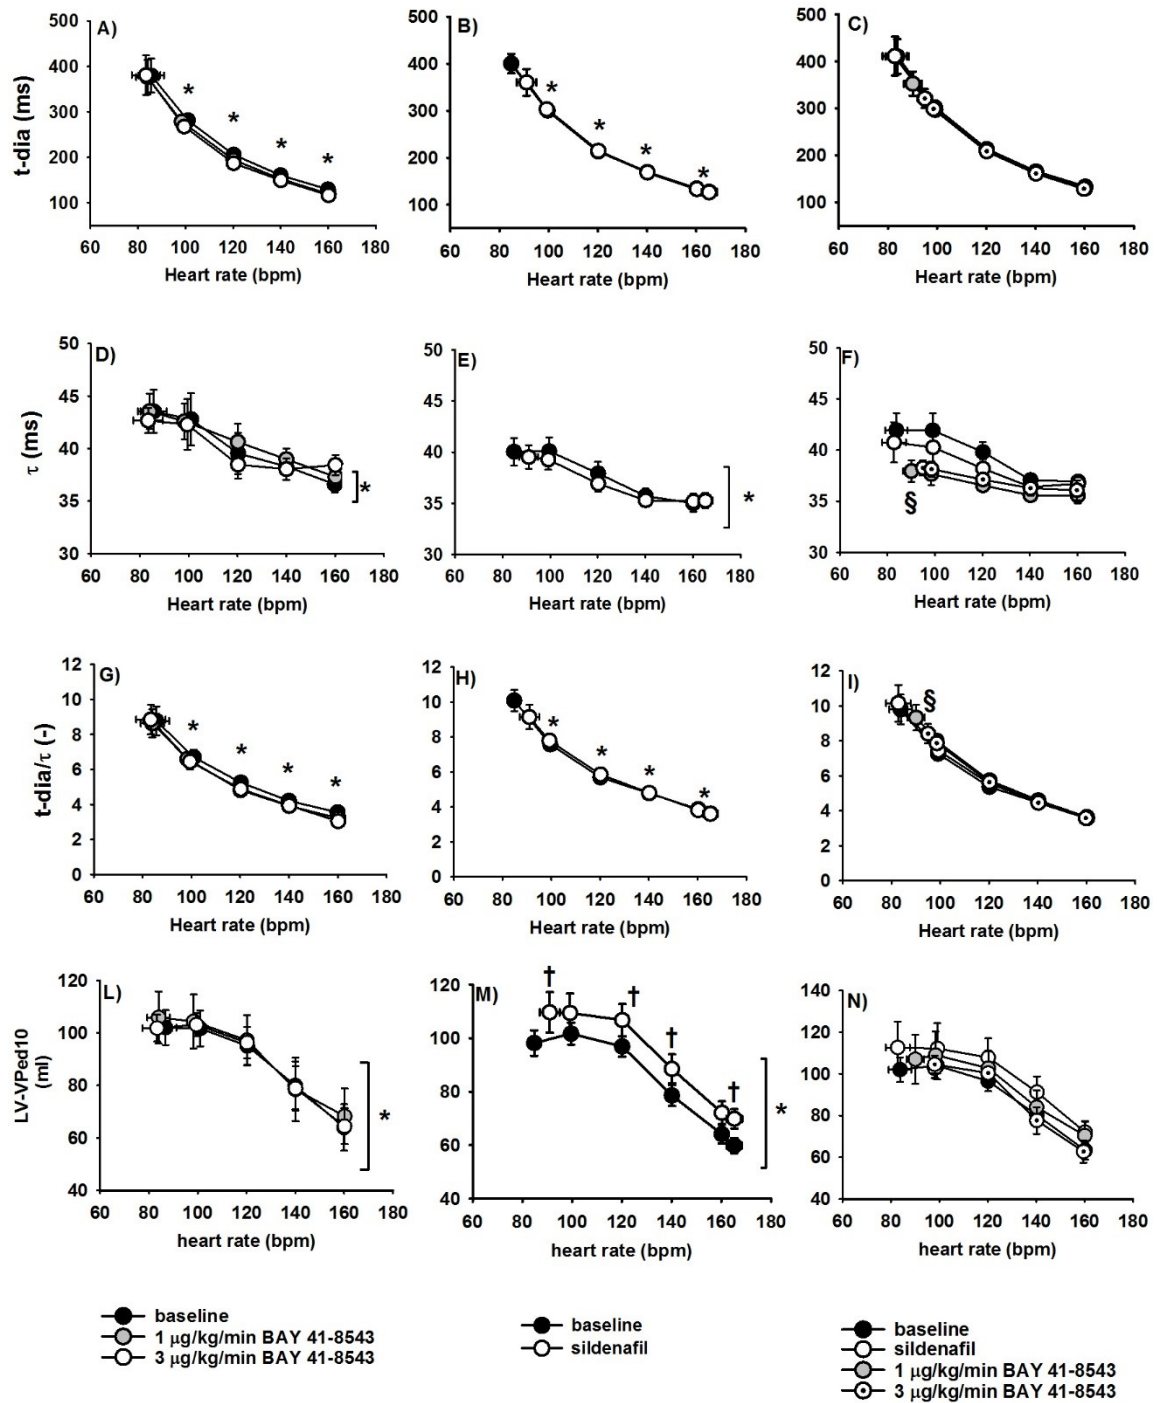 A)
B)
C)
t-dia (ms)
500
400
300
200
100
500
400
300
200
100
500
400
300
200
100
* * * *
* * * *
60 80 100 120 140 160 180
60 80 100 120 140 160 180
60 80 100 120 140 160 180
Heart rate (bpm)
Heart rate (bpm)
Heart rate (bpm)
D)
E)
F)
τ (ms)
50
45
40
35
30
50
45
40
35
30
50
45
40
35
30
*
*
§
60 80 100 120 140 160 180
60 80 100 120 140 160 180
60 80 100 120 140 160 180
Heart rate (bpm)
Heart rate (bpm)
Heart rate (bpm)
G)
H)
I)
t-dia/τ (-)
12
10
8
6
4
2
0
12
10
8
6
4
2
0
12
10
8
6
4
2
0
* * * *
* * * *
§
60 80 100 120 140 160 180
60 80 100 120 140 160 180
60 80 100 120 140 160 180
Heart rate (bpm)
Heart rate (bpm)
Heart rate (bpm)
L)
M)
N)
LV-VPed10
(ml)
120
100
80
60
40
120
100
80
60
40
140
120
100
80
60
40
*
† † † †
*
60 80 100 120 140 160 180
60 80 100 120 140 160 180
60 80 100 120 140 160 180
heart rate (bpm)
heart rate (bpm)
heart rate (bpm)
baseline
1 μg/kg/min BAY 41-8543
3 μg/kg/min BAY 41-8543
baseline
sildenafil
baseline
sildenafil
1 μg/kg/min BAY 41-8543
3 μg/kg/min BAY 41-8543